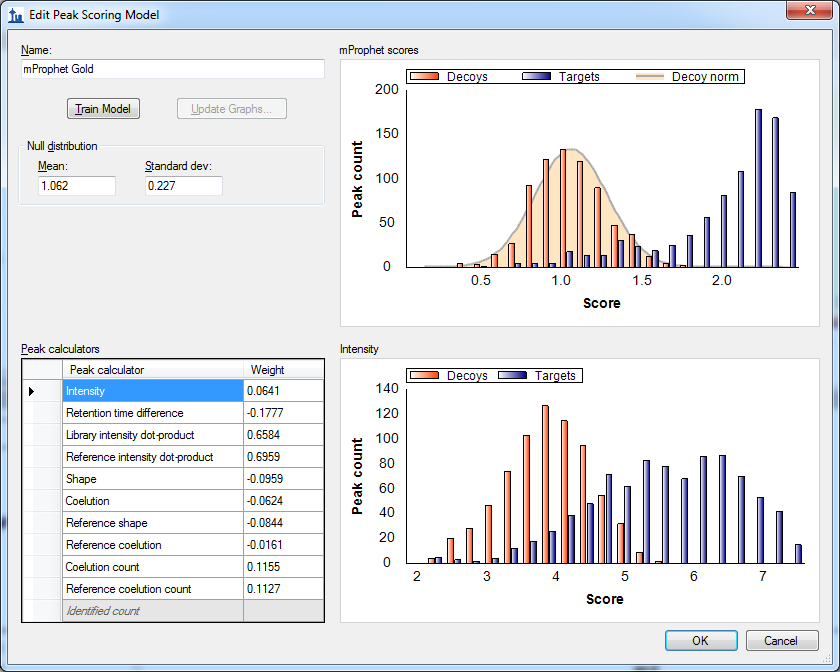 Edit Peak Scoring Model
Name:
mProphet Gold
Train Model
Update Graphs...
Null distribution
Mean:
Standard dev:
1.062
0.227
mProphet scores
Decoys
Targets
Decoy norm
200
150
100
50
0
Peak count
0.5
1.0
1.5
2.0
Score
Peak calculators
Peak calculator Weight
Intensity 0.0641
Retention time difference -0.1777
Library intensity dot-product 0.6584
Reference intensity dot-product 0.6959
Shape -0.0959
Coelution -0.0624
Reference shape -0.0844
Reference coelution -0.0161
Coelution count 0.1155
Reference coelution count 0.1127
Identified count
Intensity
Decoys
Targets
140
120
100
80
60
40
20
0
Peak count
2
3
4
5
6
7
Score
OK
Cancel